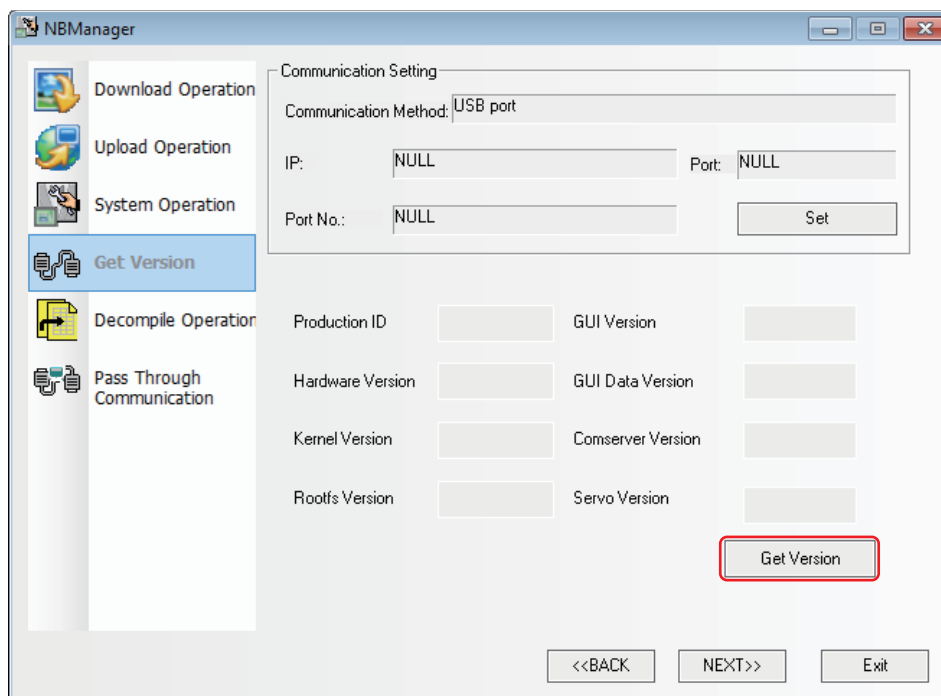 NBManager
Download Operation
Upload Operation
System Operation
Get Version
Decompile Operation
Pass Through
Communication
Communication Setting
Communication Method: USB port
IP: NULL Port: NULL
Port No.: NULL Set
Production ID GUI Version
Hardware Version GUI Data Version
Kernel Version Comserver Version
Rootfs Version Servo Version
Get Version
<<BACK NEXT>> Exit